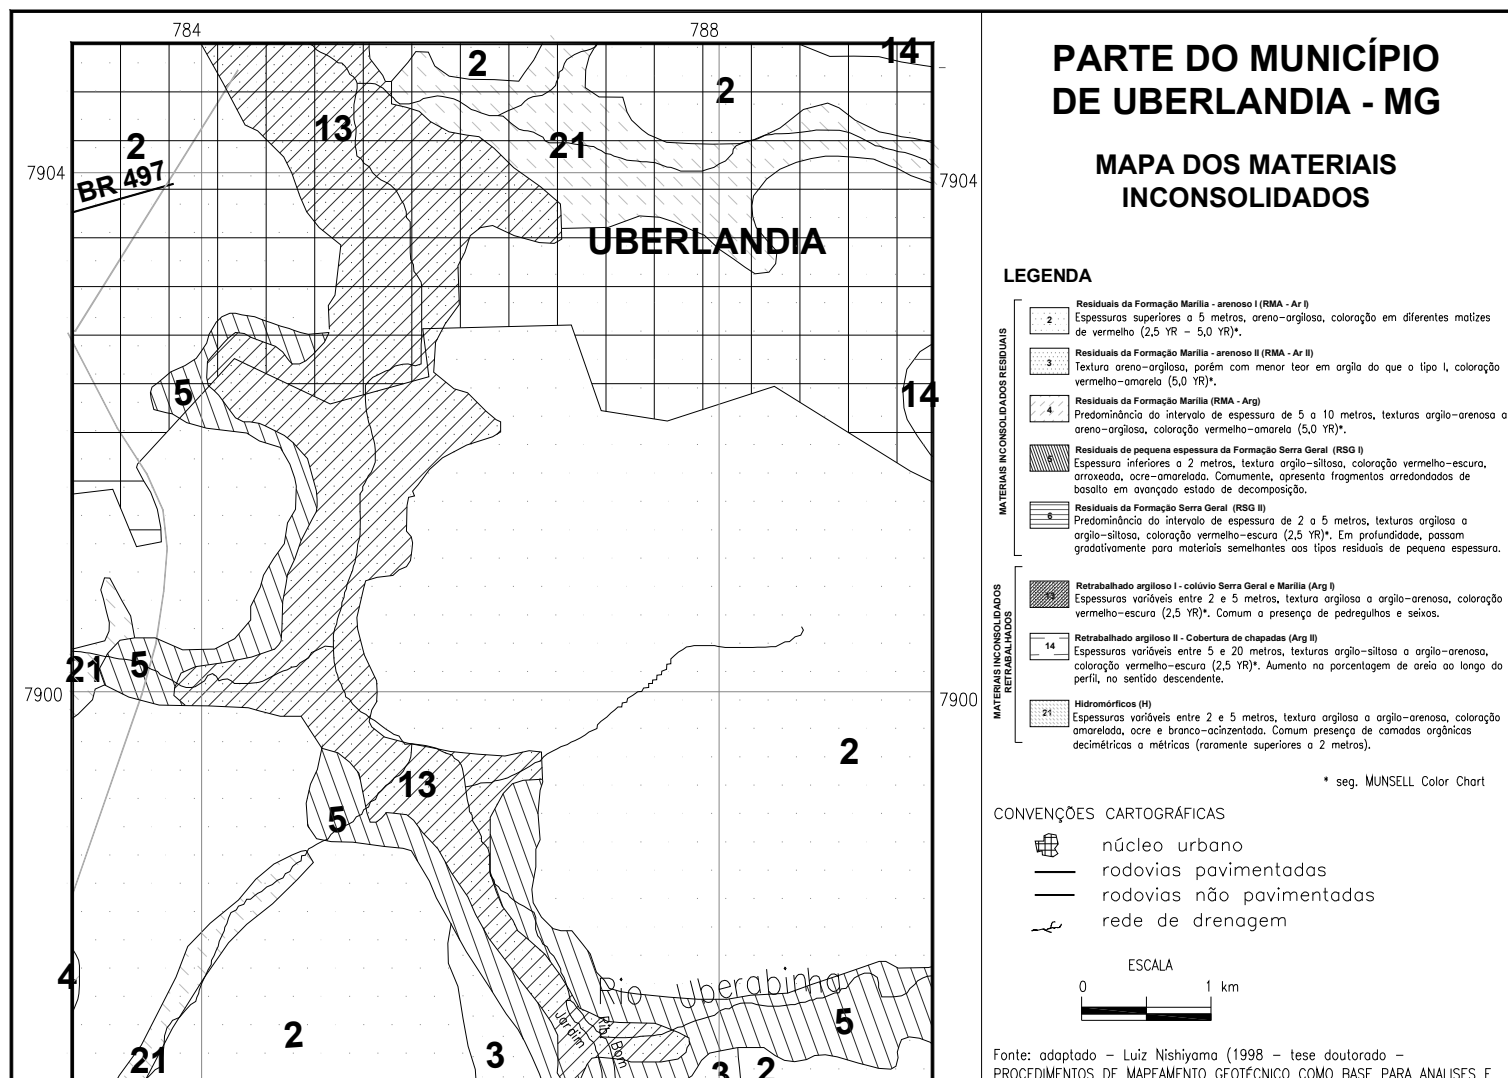 784
788
2
14
2
13
2
21
BR 497
7904
7904
UBERLANDIA
5
14
21
5
7900
7900
2
13
5
4
Rio Uberabinha
5
Jardim
Rib. Bom
2
21
3
3
2
PARTE DO MUNICÍPIO
DE UBERLANDIA - MG
MAPA DOS MATERIAIS
INCONSOLIDADOS
LEGENDA
MATERIAIS INCONSOLIDADOS RESIDUAIS
2
Residuais da Formação Marília - arenoso I (RMA - Ar I)
Espessuras superiores a 5 metros, areno-argilosa, coloração em diferentes matizes
de vermelho (2,5 YR - 5,0 YR)*.
3
Residuais da Formação Marília - arenoso II (RMA - Ar II)
Textura areno-argilosa, porém com menor teor em argila do que o tipo I, coloração
vermelho-amarela (5,0 YR)*.
4
Residuais da Formação Marília (RMA - Arg)
Predominância do intervalo de espessura de 5 a 10 metros, texturas argilo-arenosa a
areno-argilosa, coloração vermelho-amarela (5,0 YR)*.
5
Residuais de pequena espessura da Formação Serra Geral (RSG I)
Espessura inferiores a 2 metros, textura argilo-siltosa, coloração vermelho-escura,
arroxeada, ocre-amarelada. Comumente, apresenta fragmentos arredondados de
basalto em avançado estado de decomposição.
6
Residuais da Formação Serra Geral (RSG II)
Predominância do intervalo de espessura de 2 a 5 metros, texturas argilosa a
argilo-siltosa, coloração vermelho-escura (2,5 YR)*. Em profundidade, passam
gradativamente para materiais semelhantes aos tipos residuais de pequena espessura.
MATERIAIS INCONSOLIDADOS
RETRABALHADOS
13
Retrabalhado argiloso I - colúvio Serra Geral e Marília (Arg I)
Espessuras variáveis entre 2 e 5 metros, textura argilosa a argilo-arenosa, coloração
vermelho-escura (2,5 YR)*. Comum a presença de pedregulhos e seixos.
14
Retrabalhado argiloso II - Cobertura de chapadas (Arg II)
Espessuras variáveis entre 5 e 20 metros, texturas argilo-siltosa a argilo-arenosa,
coloração vermelho-escura (2,5 YR)*. Aumento na porcentagem de areia ao longo do
perfil, no sentido descendente.
21
Hidromórficos (H)
Espessuras variáveis entre 2 e 5 metros, textura argilosa a argilo-arenosa, coloração
amarelada, ocre e branco-acinzentada. Comum presença de camadas orgânicas
decimétricas a métricas (raramente superiores a 2 metros).
* seg. MUNSELL Color Chart
CONVENÇÕES CARTOGRÁFICAS
núcleo urbano
rodovias pavimentadas
rodovias não pavimentadas
rede de drenagem
ESCALA
0 1 km
Fonte: adaptado - Luiz Nishiyama (1998 - tese doutorado -
PROCEDIMENTOS DE MAPEAMENTO GEOTÉCNICO COMO BASE PARA ANALISES E